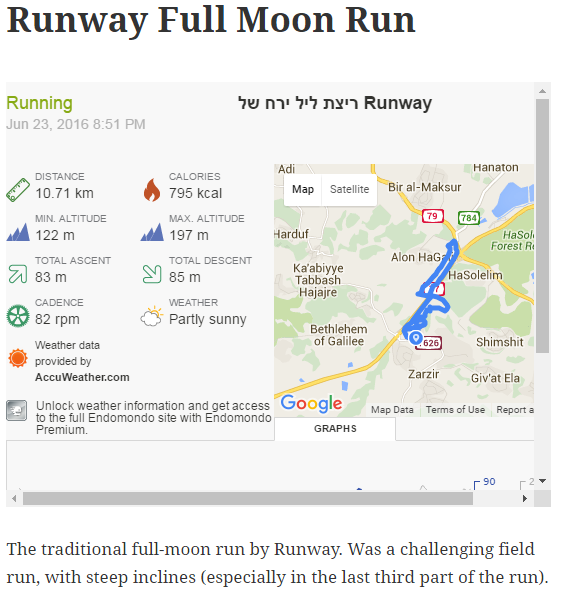 Runway Full Moon Run
Running
ריצת ליל ירח של Runway
Jun 23, 2016 8:51 PM
DISTANCE
10.71 km
CALORIES
795 kcal
MIN. ALTITUDE
122 m
MAX. ALTITUDE
197 m
TOTAL ASCENT
83 m
TOTAL DESCENT
85 m
CADENCE
82 rpm
WEATHER
Partly sunny
Weather data
provided by
AccuWeather.com
Unlock weather information and get access
to the full Endomondo site with Endomondo
Premium.
Adi
Hanaton
Map
Satellite
Bir al-Maksur
79
784
Harduf
HaSol
Forest Re
Alon HaGa
Ka'abiyye
Tabbash
Hajajre
HaSolelim
Bethlehem
of Galilee
626
Shimshit
Zarzir
Giv'at Ela
Google
Map Data
Terms of Use
Report a
GRAPHS
90
2
The traditional full-moon run by Runway. Was a challenging field
run, with steep inclines (especially in the last third part of the run).